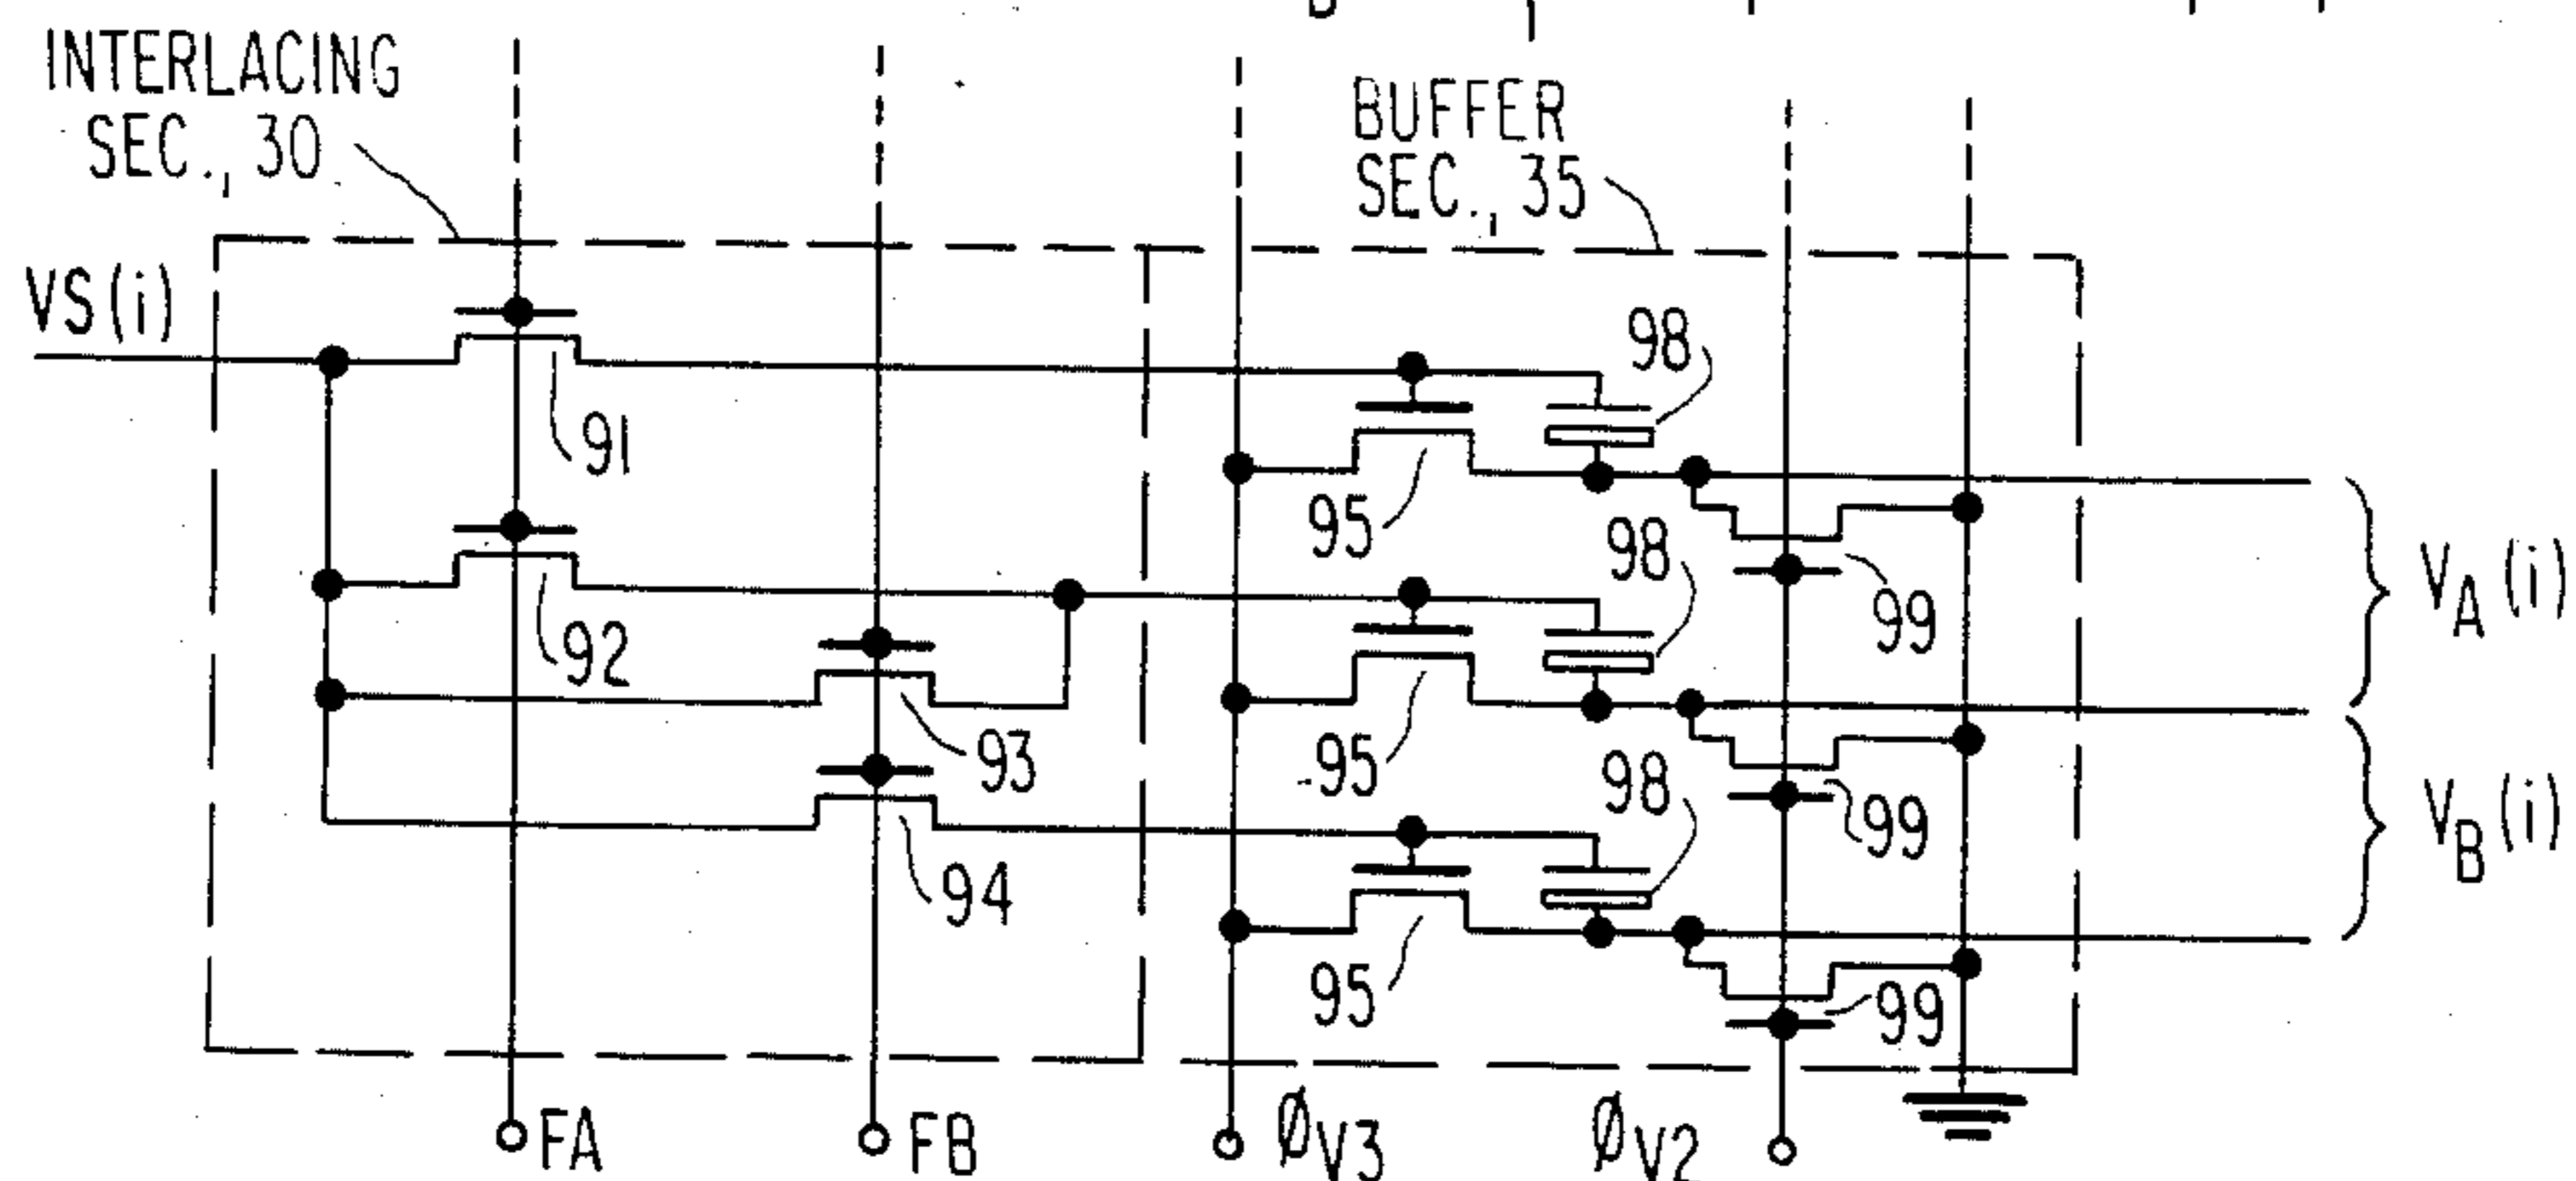 INTERLACING
SEC., 30
BUFFER
SEC., 35
VS(i)
91
92
93
94
95
98
99
95
98
99
95
98
99
VA(i)
VB(i)
FA
FB
ØV3
ØV2